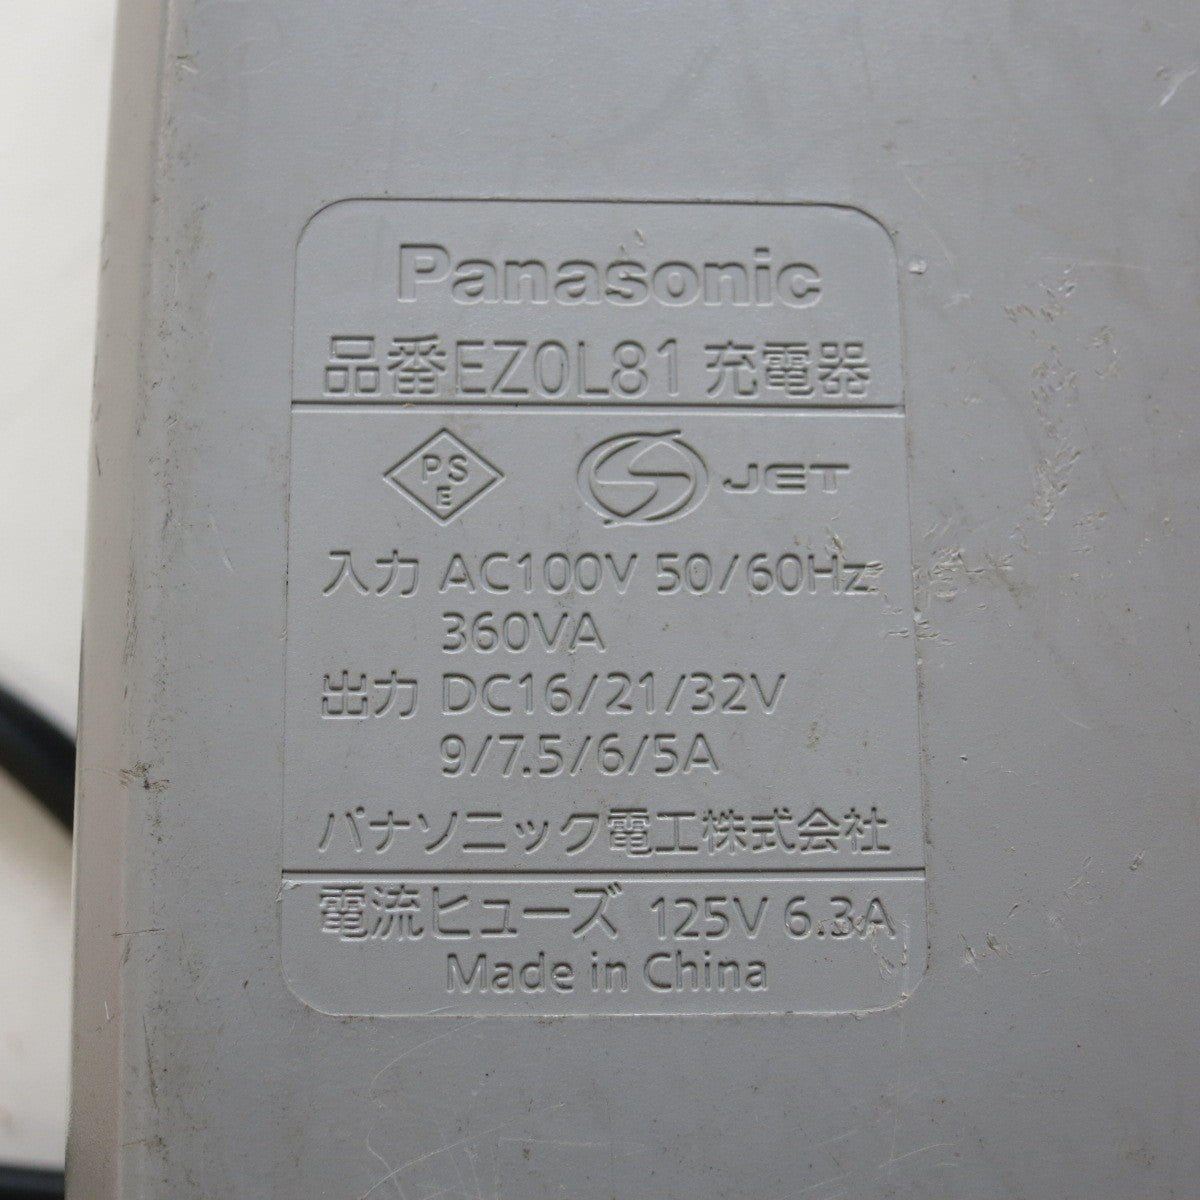 Panasonic
品番EZ0L81 充電器
PSE JET
入力 AC100V 50/60Hz
360VA
出力 DC16/21/32V
9/7.5/6/5A
パナソニック電工株式会社
電流ヒューズ 125V 6.3A
Made in China